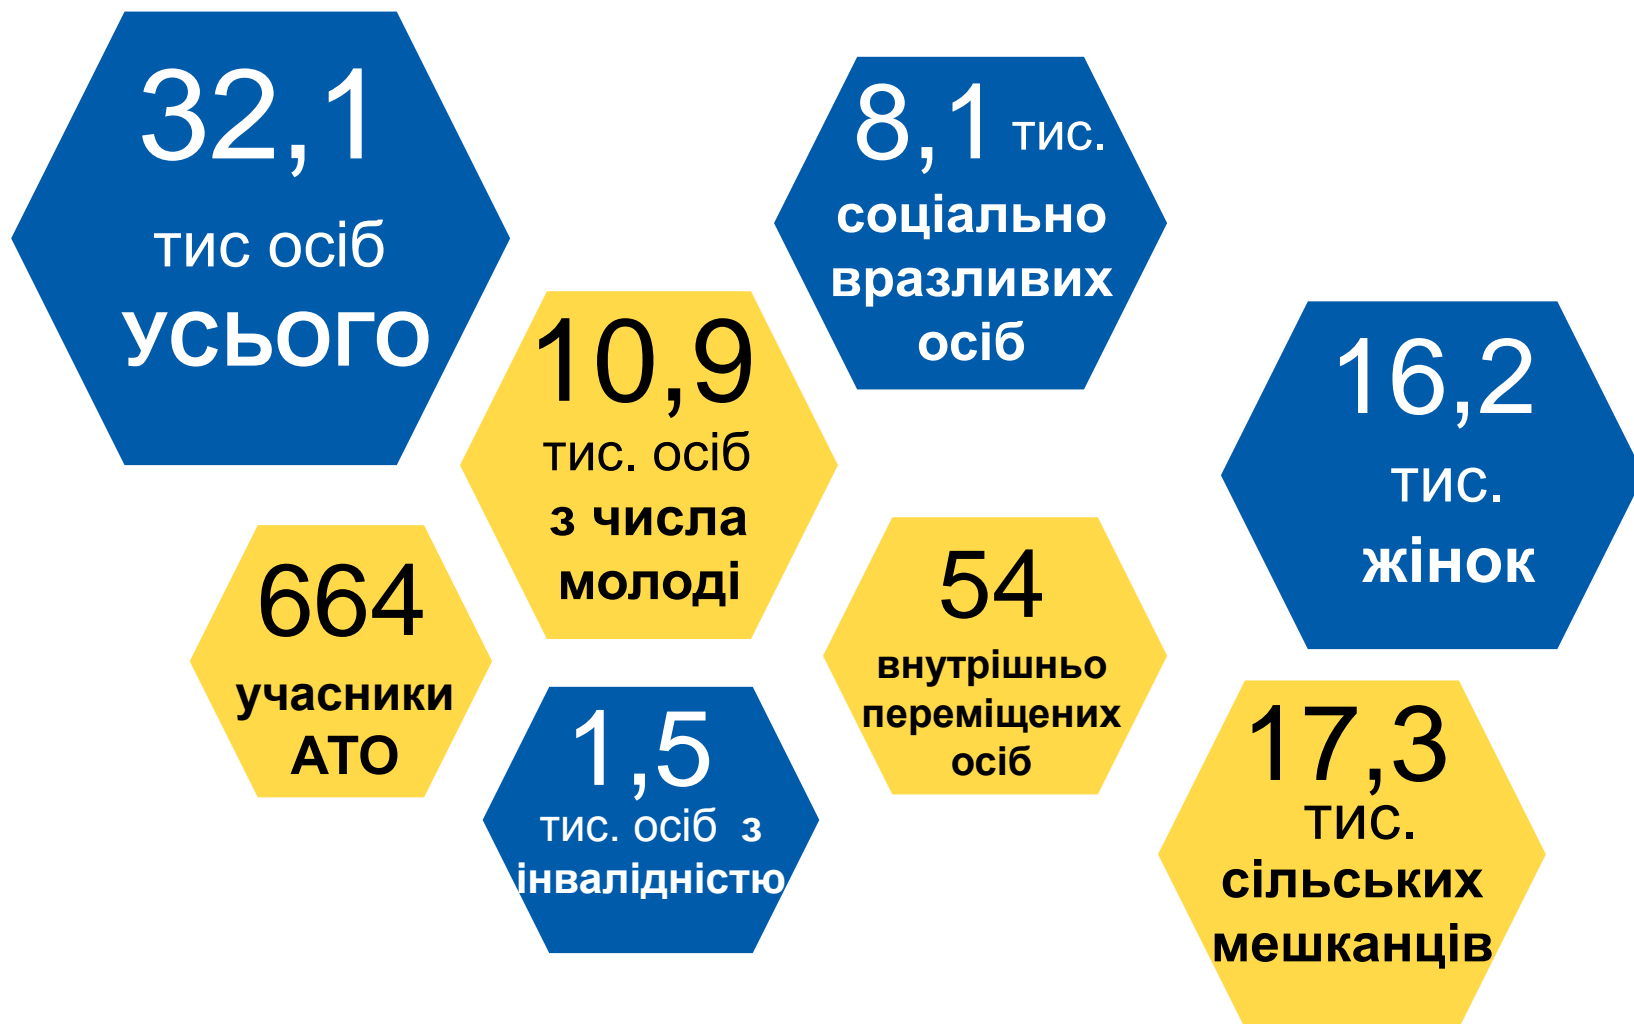 32,1
тис осіб
УСЬОГО
8,1 тис.
соціально
вразливих
осіб
10,9
тис. осіб
з числа
молоді
16,2
тис.
жінок
664
учасники
АТО
54
внутрішньо
переміщених
осіб
1,5
тис. осіб з
інвалідністю
17,3
тис.
сільських
мешканців